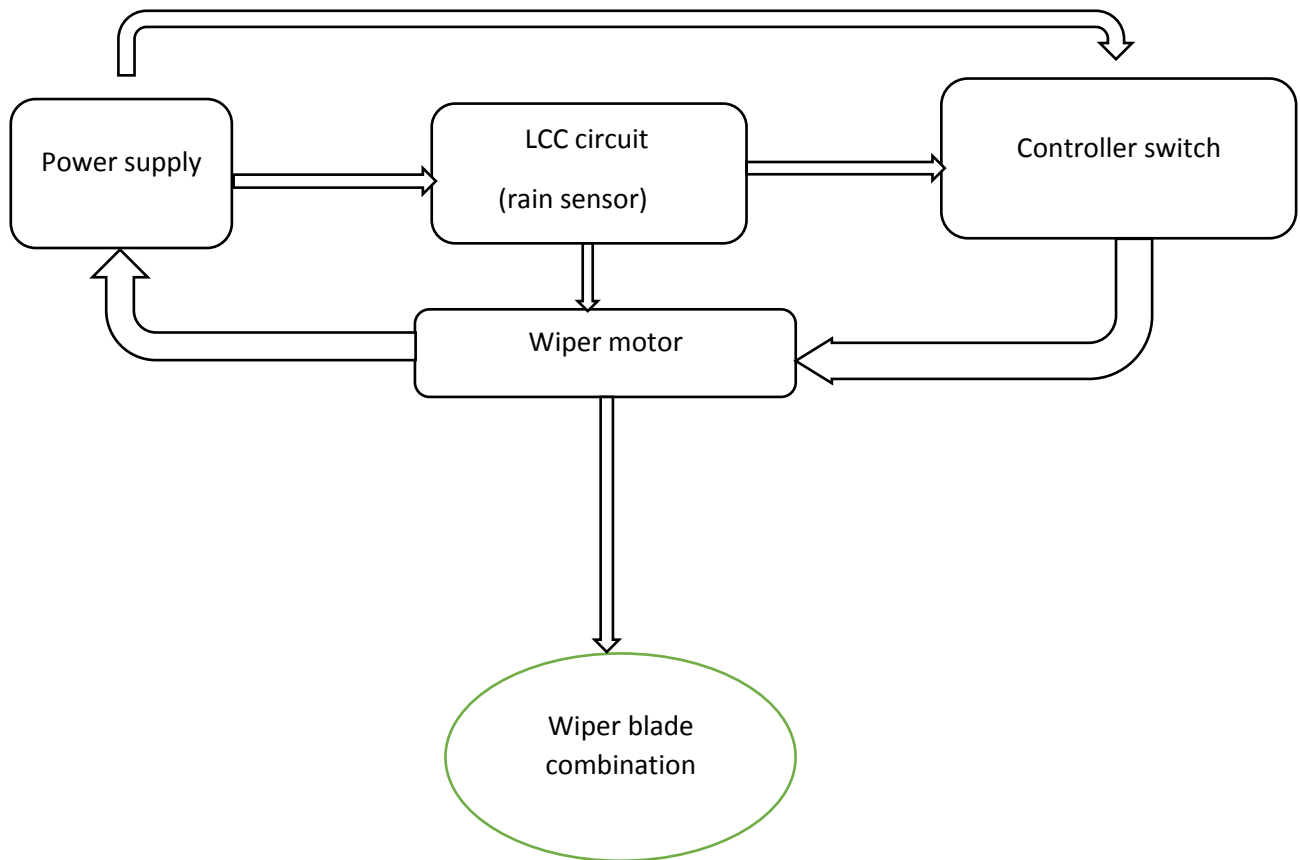 Power supply
LCC circuit
(rain sensor)
Controller switch
Wiper motor
Wiper blade
combination